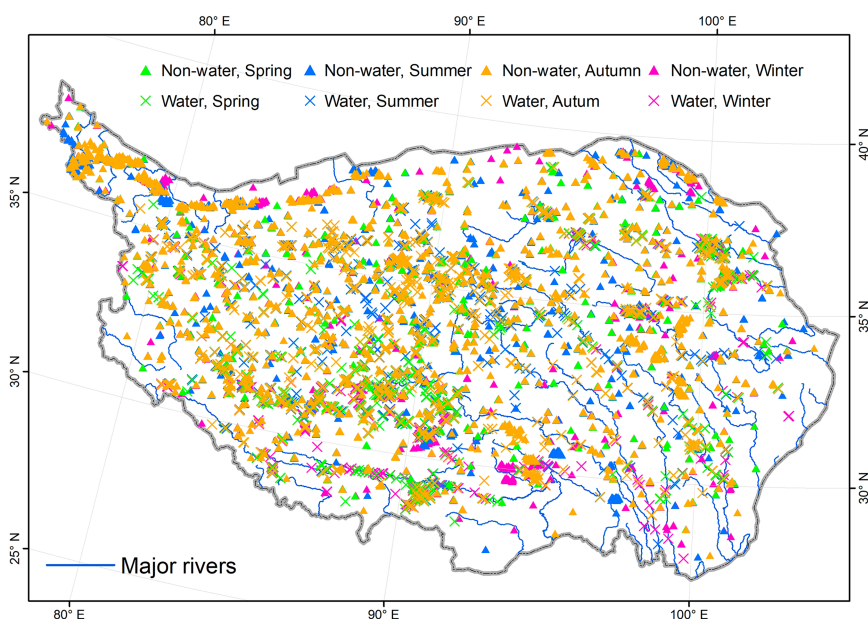 80° E 90° E 100° E
Non-water, Spring Non-water, Summer Non-water, Autumn Non-water, Winter
Water, Spring Water, Summer Water, Autum Water, Winter
40° N
35° N
35° N
30° N
30° N
25° N
Major rivers
80° E 90° E 100° E